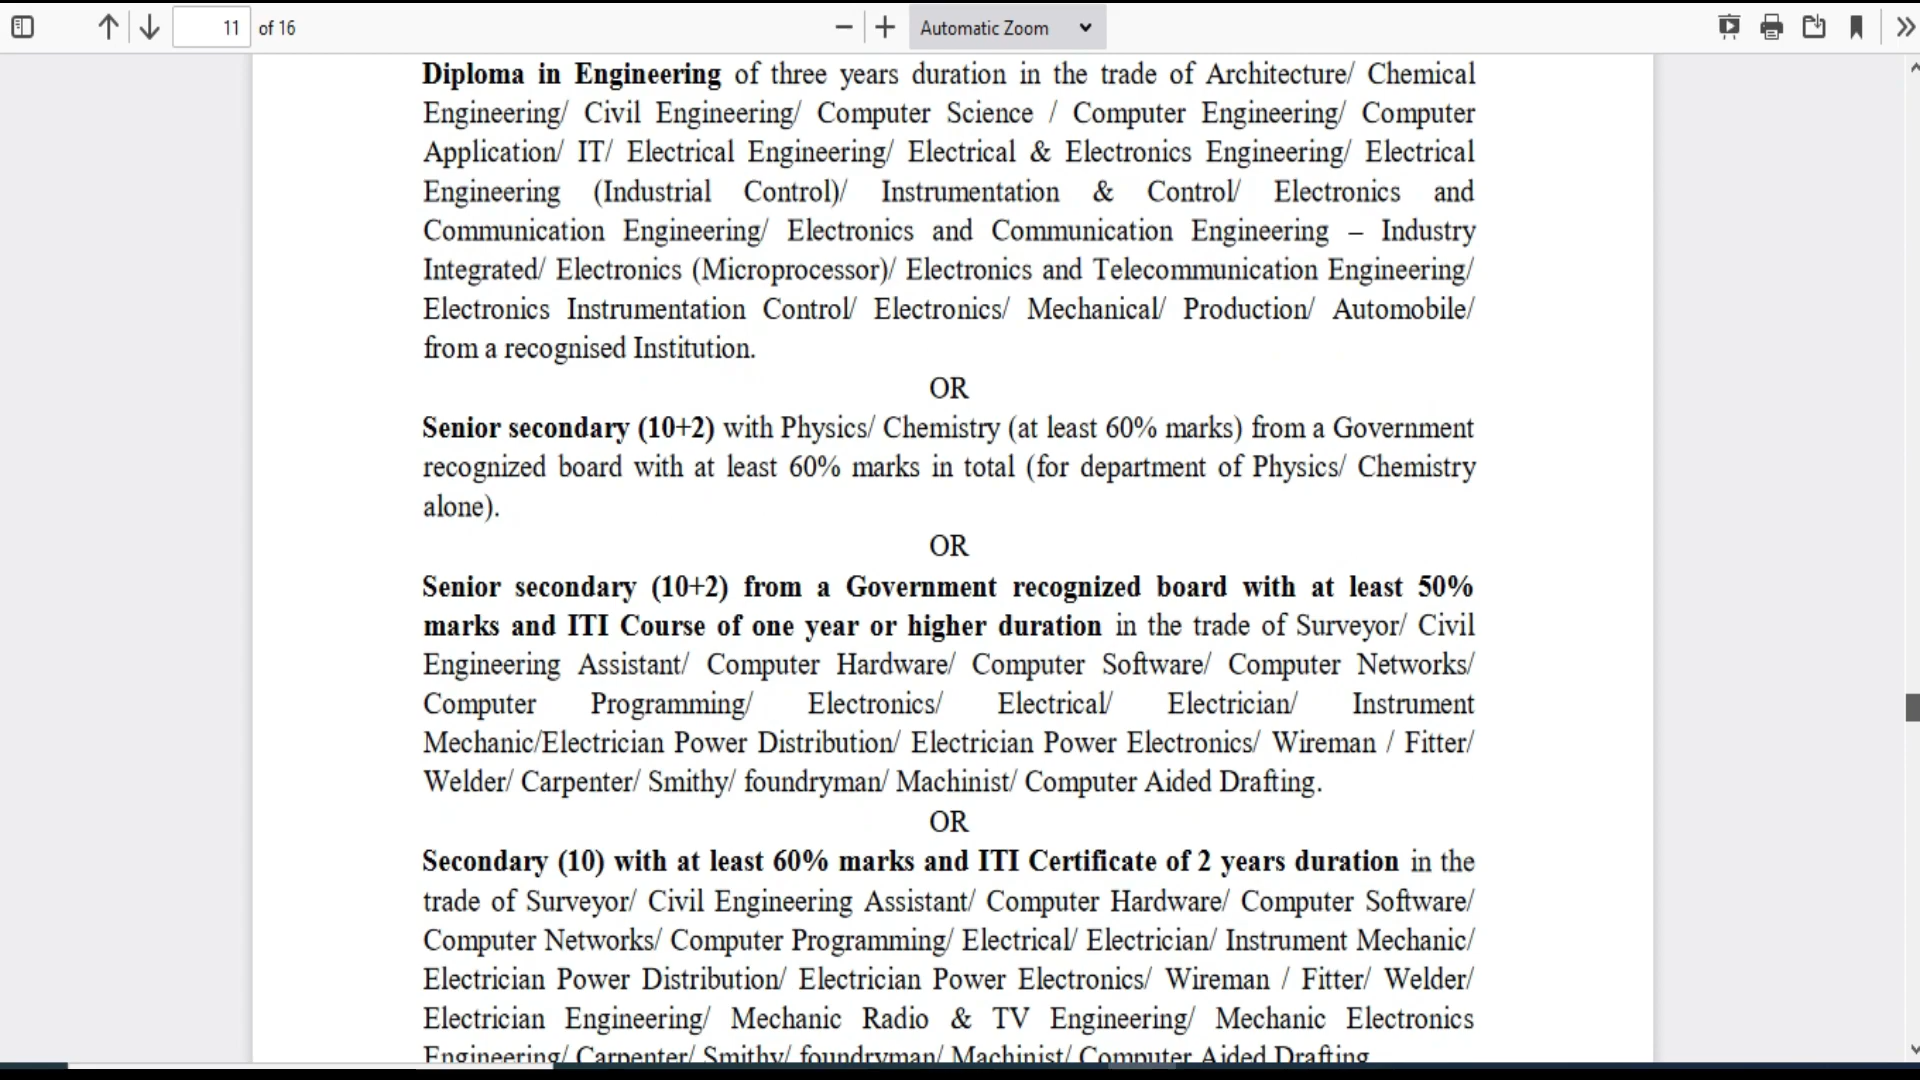 11 of 16
Automatic Zoom
Diploma in Engineering of three years duration in the trade of Architecture/ Chemical
Engineering/ Civil Engineering/ Computer Science / Computer Engineering/ Computer
Application/ IT/ Electrical Engineering/ Electrical & Electronics Engineering/ Electrical
Engineering (Industrial Control)/ Instrumentation & Control/ Electronics and
Communication Engineering/ Electronics and Communication Engineering – Industry
Integrated/ Electronics (Microprocessor)/ Electronics and Telecommunication Engineering/
Electronics Instrumentation Control/ Electronics/ Mechanical/ Production/ Automobile/
from a recognised Institution.
OR
Senior secondary (10+2) with Physics/ Chemistry (at least 60% marks) from a Government
recognized board with at least 60% marks in total (for department of Physics/ Chemistry
alone).
OR
Senior secondary (10+2) from a Government recognized board with at least 50%
marks and ITI Course of one year or higher duration in the trade of Surveyor/ Civil
Engineering Assistant/ Computer Hardware/ Computer Software/ Computer Networks/
Computer Programming/ Electronics/ Electrical/ Electrician/ Instrument
Mechanic/Electrician Power Distribution/ Electrician Power Electronics/ Wireman / Fitter/
Welder/ Carpenter/ Smithy/ foundryman/ Machinist/ Computer Aided Drafting.
OR
Secondary (10) with at least 60% marks and ITI Certificate of 2 years duration in the
trade of Surveyor/ Civil Engineering Assistant/ Computer Hardware/ Computer Software/
Computer Networks/ Computer Programming/ Electrical/ Electrician/ Instrument Mechanic/
Electrician Power Distribution/ Electrician Power Electronics/ Wireman / Fitter/ Welder/
Electrician Engineering/ Mechanic Radio & TV Engineering/ Mechanic Electronics
Engineering/ Carpenter/ Smithy/ foundryman/ Machinist/ Computer Aided Drafting